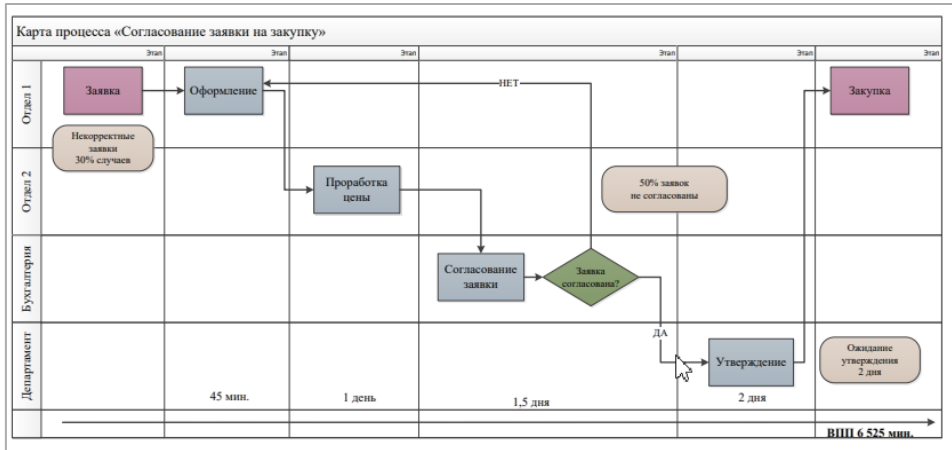 Карта процесса «Согласование заявки на закупку»
Этап
Этап
Этап
Этап
Этап
Этап
Отдел 1
Заявка
Оформление
НЕТ
Закупка
Некорректные
заявки
30% случаев
Отдел 2
Проработка
цены
50% заявок
не согласованы
Бухгалтерия
Согласование
заявки
Заявка
согласована?
Департамент
ДА
Утверждение
Ожидание
утверждения
2 дня
45 мин.
1 день
1,5 дня
2 дня
ВПП 6 525 мин.